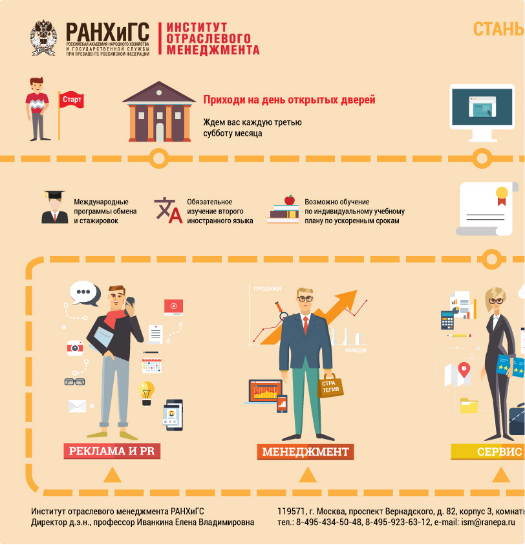 РАНХиГС
РОССИЙСКАЯ АКАДЕМИЯ НАРОДНОГО ХОЗЯЙСТВА
И ГОСУДАРСТВЕННОЙ СЛУЖБЫ
ПРИ ПРЕЗИДЕНТЕ РОССИЙСКОЙ ФЕДЕРАЦИИ
ИНСТИТУТ
ОТРАСЛЕВОГО
МЕНЕДЖМЕНТА
СТАНЬ
Старт
Приходи на день открытых дверей
Ждем вас каждую третью
субботу месяца
Международные
программы обмена
и стажировок
Обязательное
изучение второго
иностранного языка
Возможно обучение
по индивидуальному учебному
плану по ускоренным срокам
ПРОДАЖИ
СТРА
ТЕГИЯ
РЕКЛАМА И PR
МЕНЕДЖМЕНТ
СЕРВИС
Институт отраслевого менеджмента РАНХиГС
Директор д.э.н., профессор Иванкина Елена Владимировна
119571, г. Москва, проспект Вернадского, д. 82, корпус 3, комнат
тел.: 8-495-434-50-48, 8-495-923-63-12, e-mail: ism@ranepa.ru